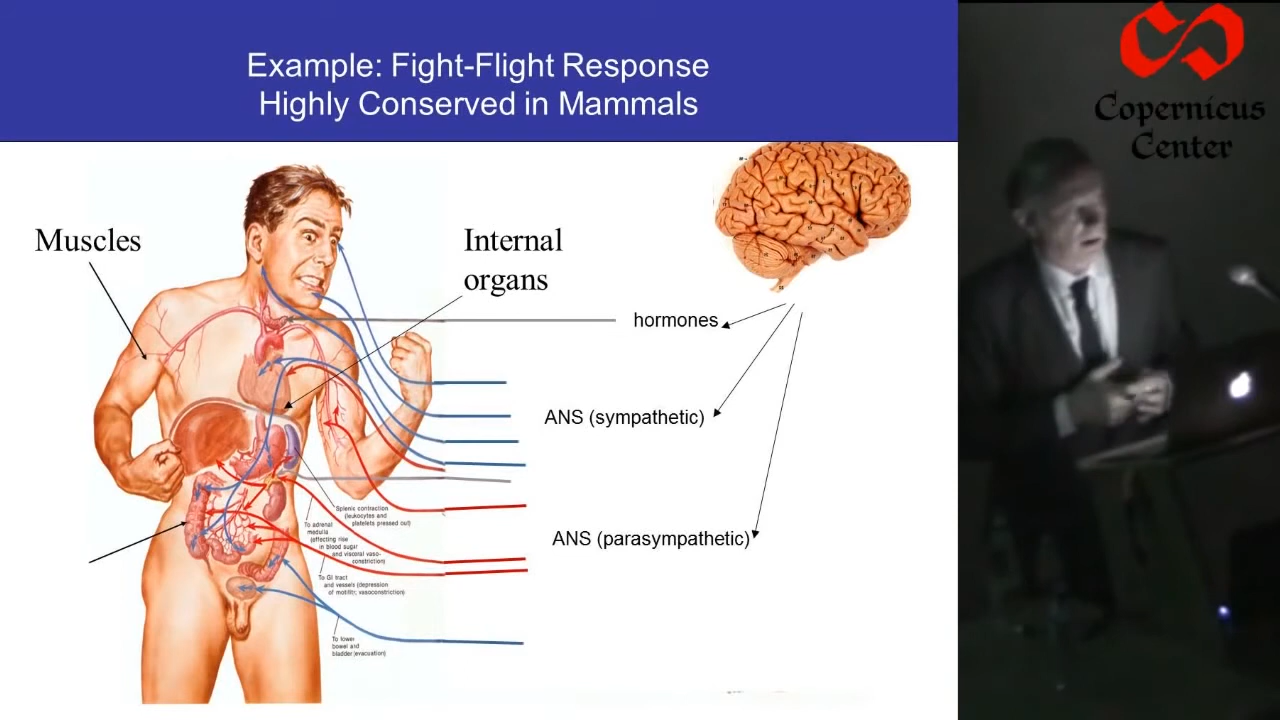 Example: Fight-Flight Response
Highly Conserved in Mammals
Copernicus
Center
Muscles
Internal
organs
hormones
ANS (sympathetic)
ANS (parasympathetic)
Splenic contraction
(leukocytes and
platelets pressed out)
To adrenal
medulla
(affecting rise
in blood sugar
and visceral vaso-
constriction)
To GI tract
and vessels (depression
of motility; vasoconstriction)
To lower
bowel and
bladder (evacuation)